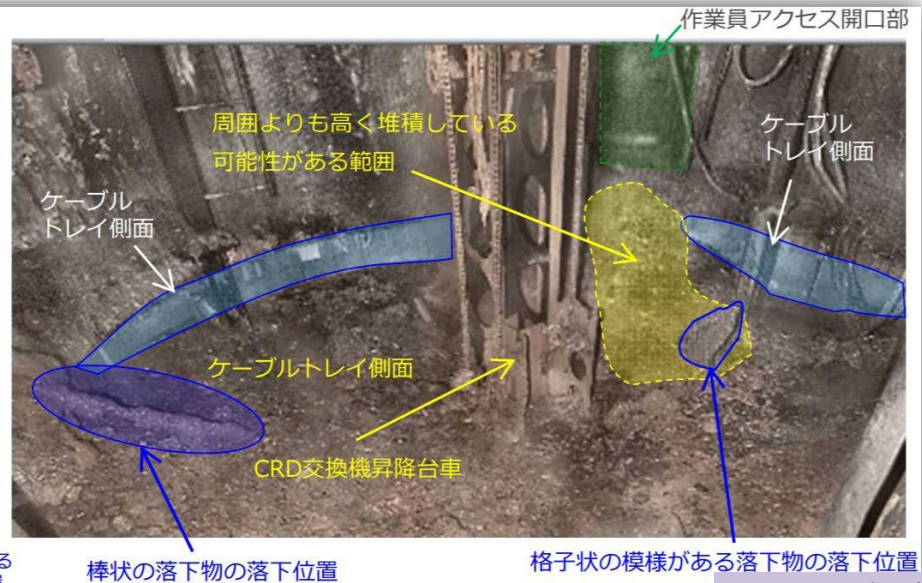 作業員アクセス開口部
周囲よりも高く堆積している
可能性がある範囲
ケーブル
トレイ側面
ケーブル
トレイ側面
ケーブルトレイ側面
CRD交換機昇降台車
る
棒状の落下物の落下位置
格子状の模様がある落下物の落下位置